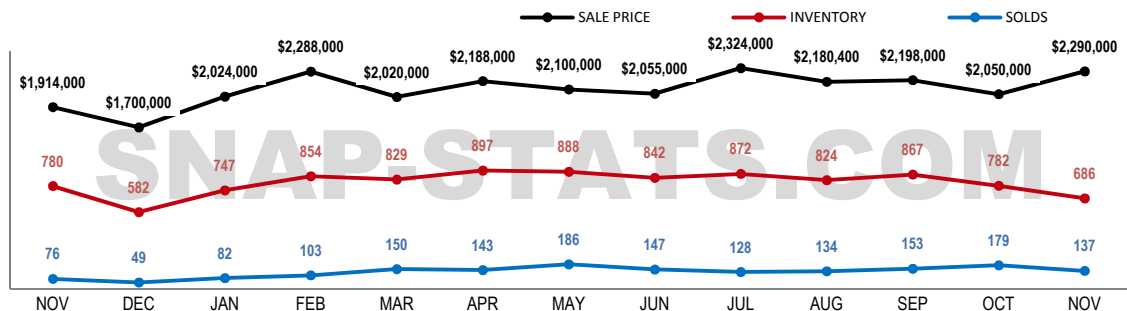 SALE PRICE INVENTORY SOLDS
$1,914,000 $1,700,000 $2,024,000 $2,288,000 $2,020,000 $2,188,000 $2,100,000 $2,055,000 $2,324,000 $2,180,400 $2,198,000 $2,050,000 $2,290,000
SNAP-STATS.COM
780 582 747 854 829 897 888 842 872 824 867 782 686
76 49 82 103 150 143 186 147 128 134 153 179 137
NOV DEC JAN FEB MAR APR MAY JUN JUL AUG SEP OCT NOV